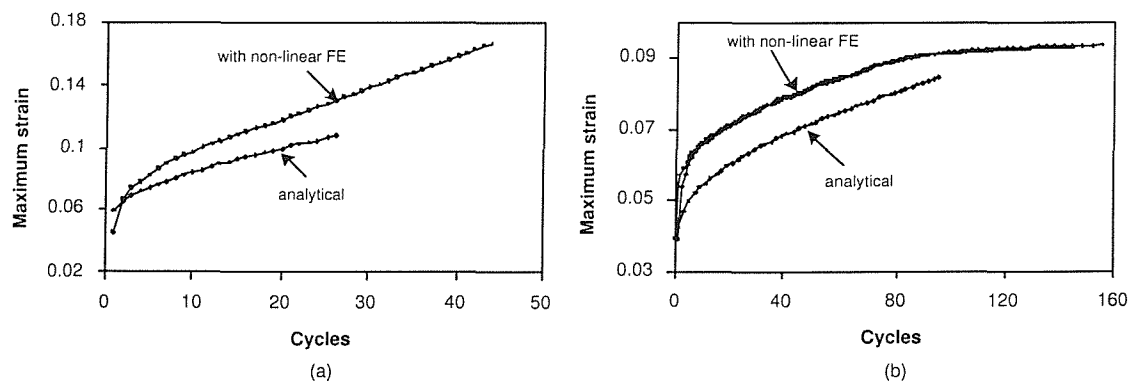 0.18
0.14
0.1
0.06
0.02
Maximum strain
with non-linear FE
analytical
0
10
20
30
40
50
Cycles
(a)
0.09
0.07
0.05
0.03
Maximum strain
with non-linear FE
analytical
0
40
80
120
160
Cycles
(b)